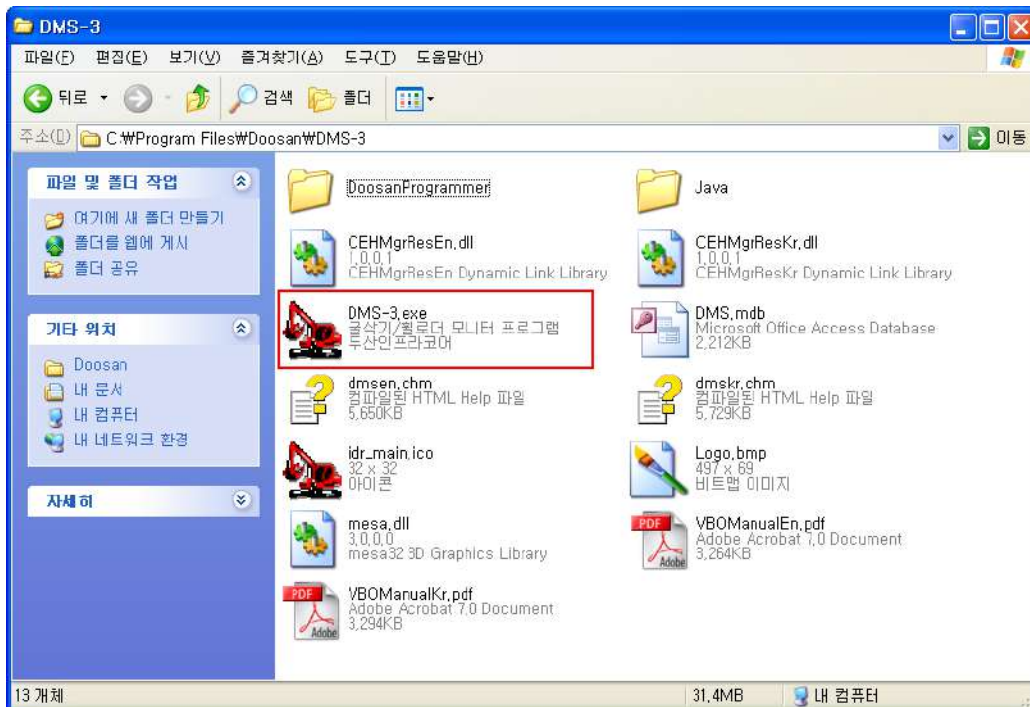 DMS-3
파일(F) 편집(E) 보기(V) 즐겨찾기(A) 도구(T) 도움말(H)
뒤로 검색 폴더
주소(D) C:₩Program Files₩Doosan₩DMS-3 이동
파일 및 폴더 작업
여기에 새 폴더 만들기
폴더를 웹에 게시
폴더 공유
기타 위치
Doosan
내 문서
내 컴퓨터
내 네트워크 환경
자세히
DoosanProgrammer
Java
CEHMgrResEn.dll
1.0.0.1
CEHMgrResEn Dynamic Link Library
CEHMgrResKr.dll
1.0.0.1
CEHMgrResKr Dynamic Link Library
DMS-3.exe
굴삭기/휠로더 모니터 프로그램
두산인프라코어
DMS.mdb
Microsoft Office Access Database
2,212KB
dmsen.chm
컴파일된 HTML Help 파일
5,650KB
dmskr.chm
컴파일된 HTML Help 파일
5,729KB
idr_main.ico
32 x 32
아이콘
Logo.bmp
497 x 69
비트맵 이미지
mesa.dll
3.0.0.0
mesa32 3D Graphics Library
PDF
Adobe
VBOManualEn.pdf
Adobe Acrobat 7.0 Document
3,264KB
PDF
Adobe
VBOManualKr.pdf
Adobe Acrobat 7.0 Document
3,294KB
13 개체 31.4MB 내 컴퓨터